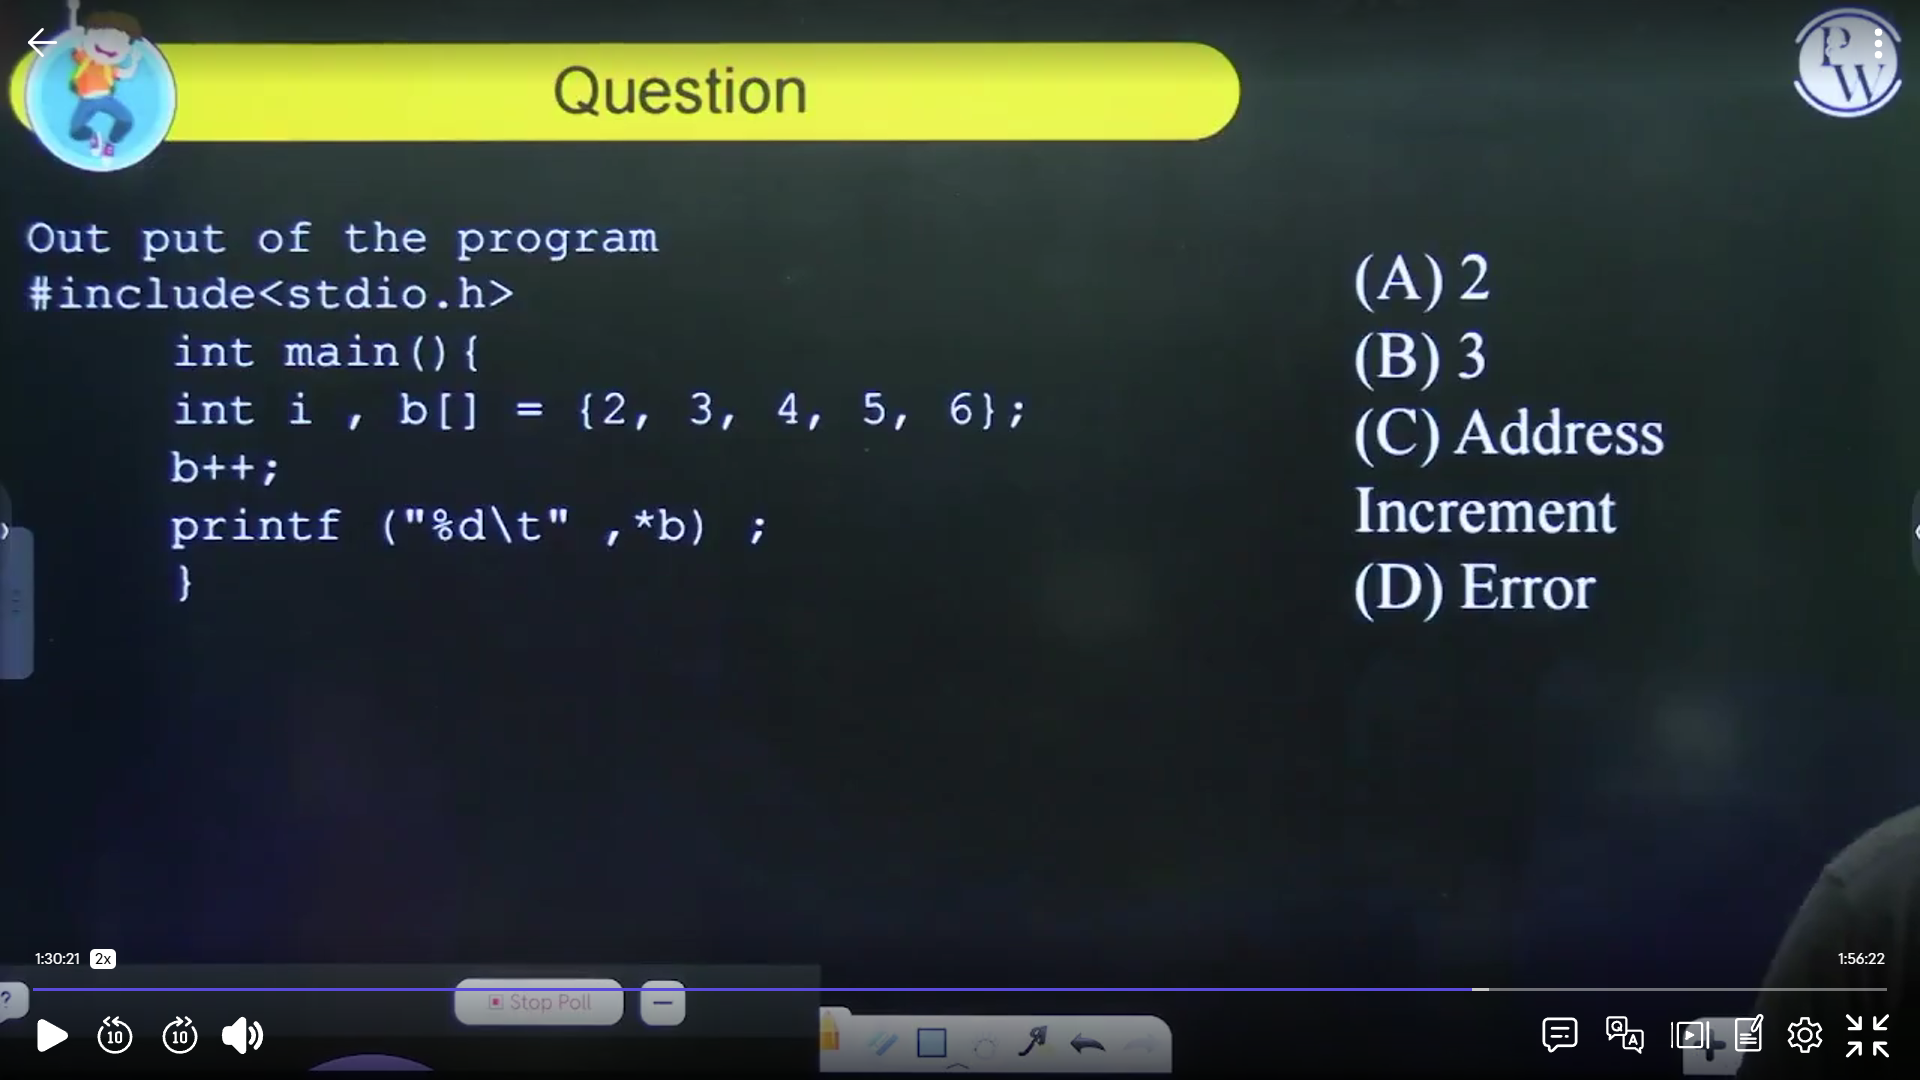 Question
PW
Out put of the program
#include<stdio.h>
int main(){
int i , b[] = {2, 3, 4, 5, 6};
b++;
printf ("%d\t" ,*b) ;
}
(A) 2
(B) 3
(C) Address
Increment
(D) Error
1:30:21 2x
1:56:22
?
Stop Poll
10
10
Q A